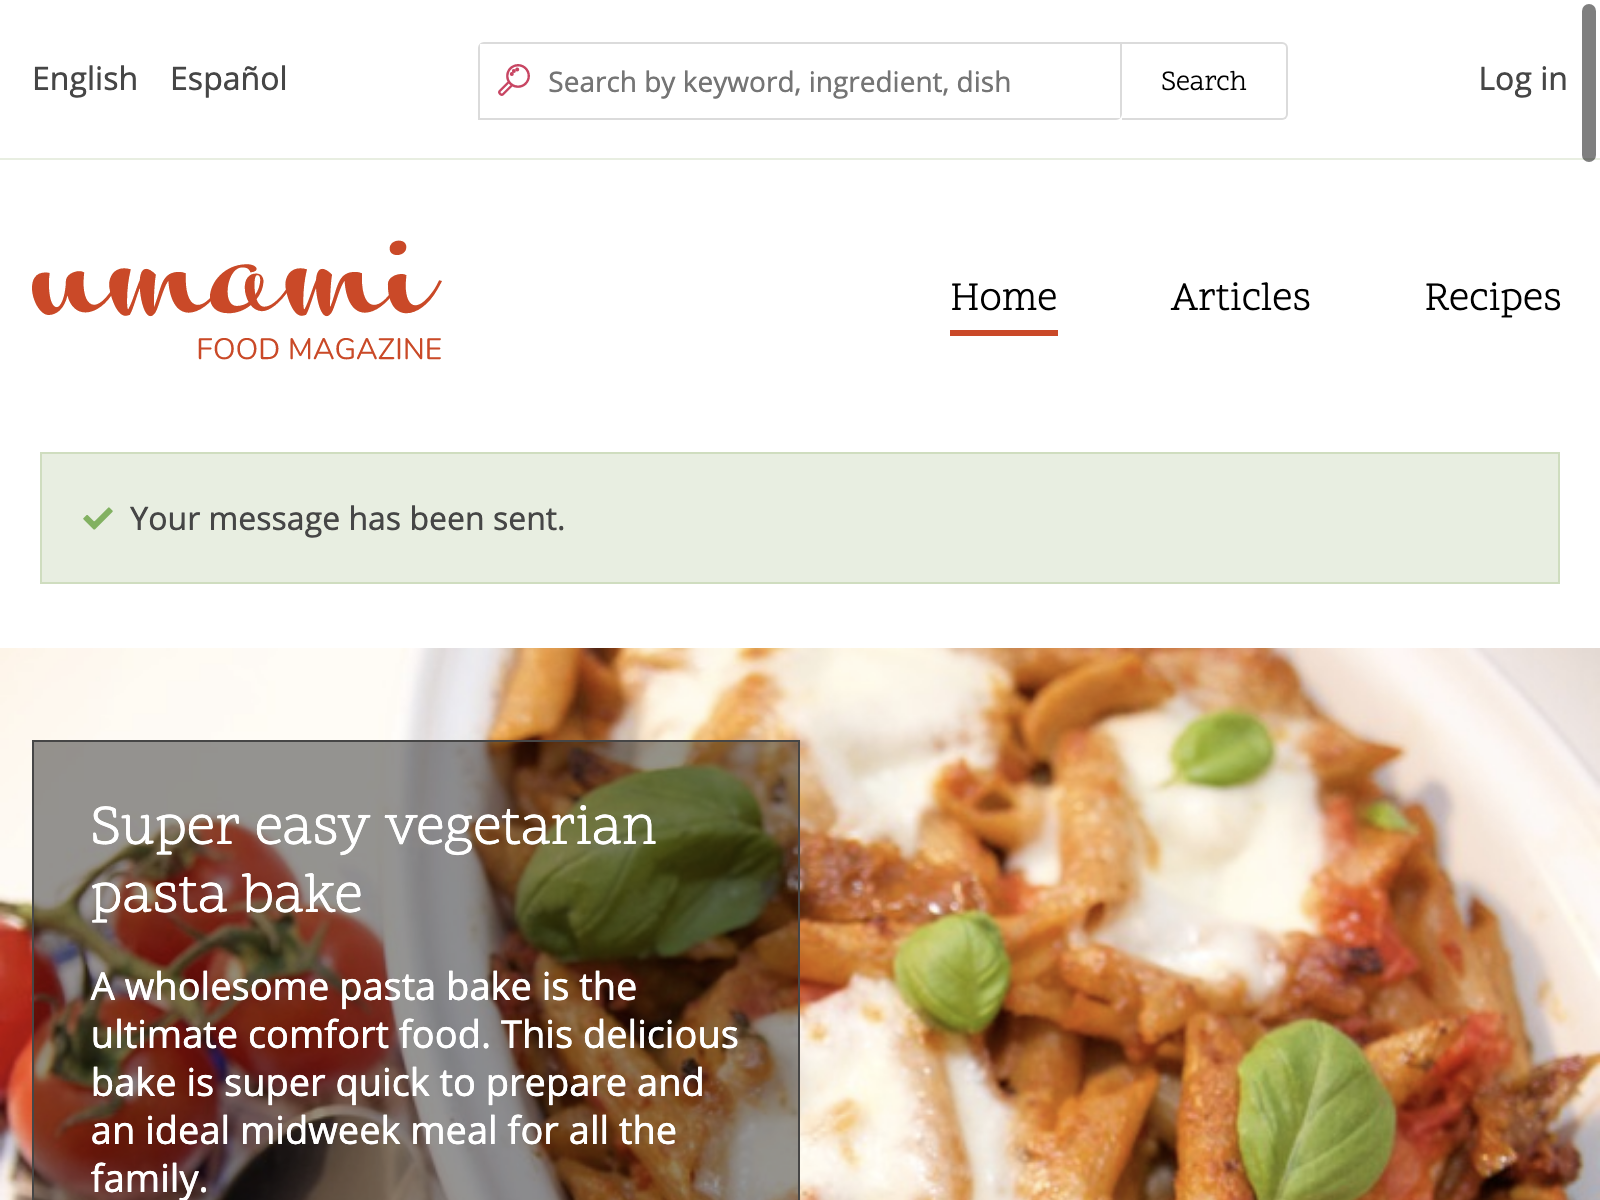 English Español
Search by keyword, ingredient, dish
Search
Log in
umami
FOOD MAGAZINE
Home Articles Recipes
Your message has been sent.
Super easy vegetarian
pasta bake
A wholesome pasta bake is the
ultimate comfort food. This delicious
bake is super quick to prepare and
an ideal midweek meal for all the
family.